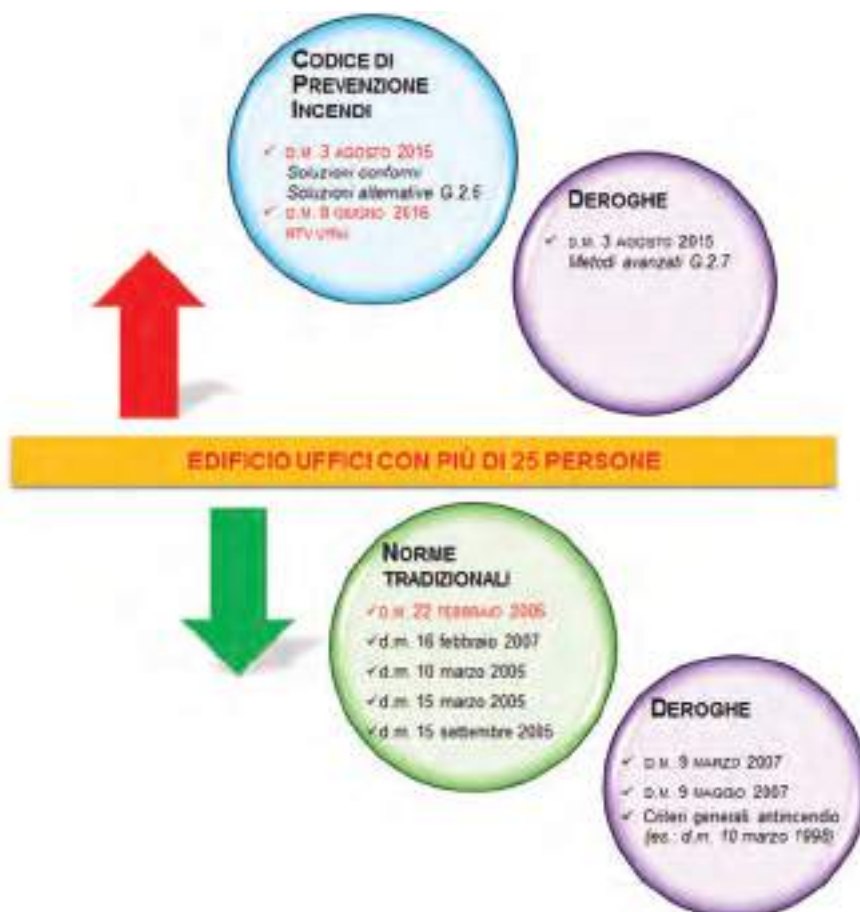 CODICE DI
PREVENZIONE
INCENDI
✓ D.M. 3 AGOSTO 2015
Soluzioni conformi
Soluzioni alternative G.2.6
✓ D.M. 8 GIUGNO 2016
RTV Uffici
DEROGHE
✓ D.M. 3 AGOSTO 2015
Metodi avanzati G.2.7
EDIFICIO UFFICI CON PIÙ DI 25 PERSONE
NORME
TRADIZIONALI
✓ D.M. 22 FEBBRAIO 2006
✓ d.m. 16 febbraio 2007
✓ d.m. 10 marzo 2005
✓ d.m. 15 marzo 2005
✓ d.m. 15 settembre 2005
DEROGHE
✓ D.M. 9 MARZO 2007
✓ D.M. 9 MAGGIO 2007
✓ Criteri generali antincendio
(es.: d.m. 10 marzo 1998)